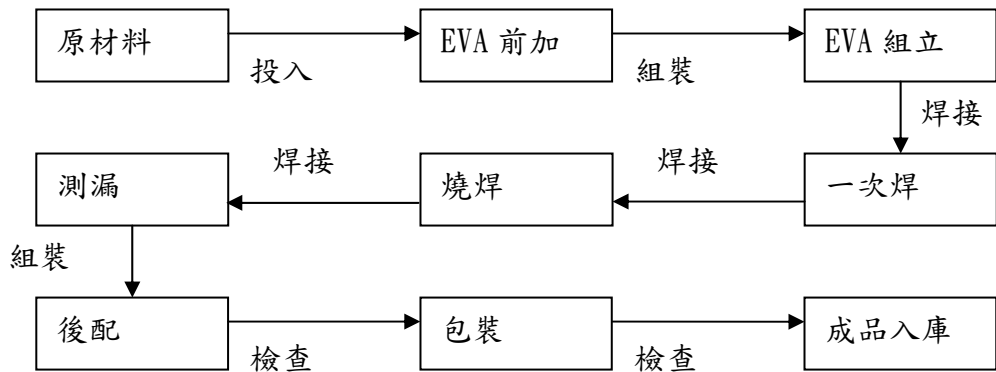 原材料
投入
EVA 前加
組裝
EVA 組立
焊接
一次焊
焊接
燒焊
焊接
測漏
組裝
後配
檢查
包裝
檢查
成品入庫